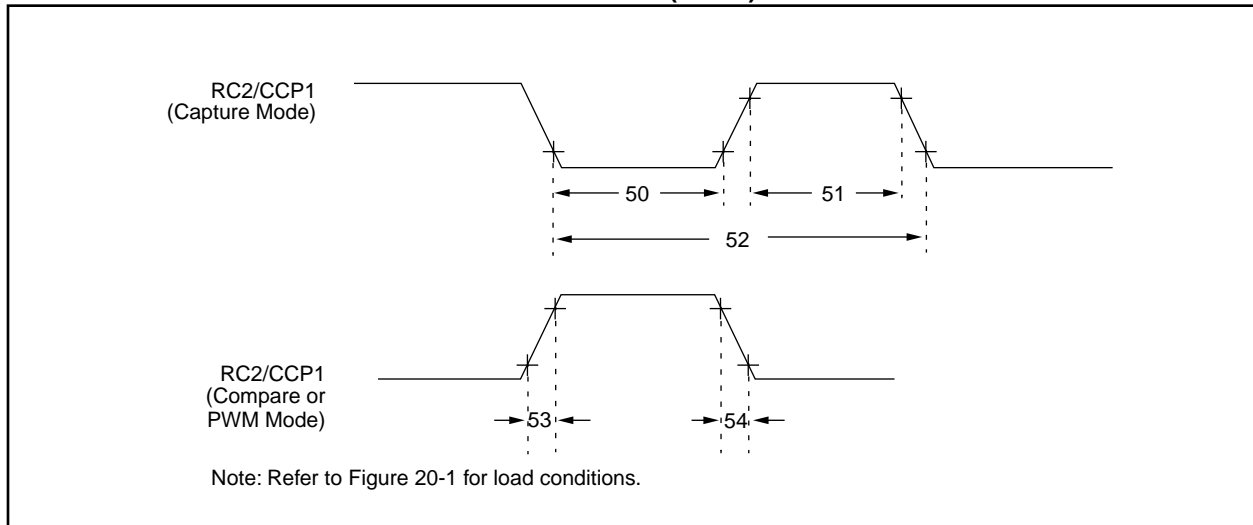 RC2/CCP1
(Capture Mode)
50
51
52
RC2/CCP1
(Compare or
PWM Mode)
53
54
Note: Refer to Figure 20-1 for load conditions.